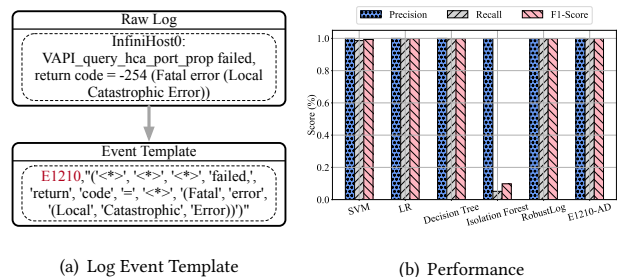 Raw Log
InfiniHost0:
VAPI_query_hca_port_prop failed,
return code = -254 (Fatal error (Local
Catastrophic Error))
Event Template
E1210,"('<*>', '<*>', '<*>', 'failed,',
'return', 'code', '=', '<*>', '(Fatal', 'error',
'(Local', 'Catastrophic', 'Error))')"
(a) Log Event Template
Precision
Recall
F1-Score
Score (%)
1.0
0.8
0.6
0.4
0.2
0.0
SVM
LR
Decision Tree
Isolation Forest
RobustLog
E1210-AD
(b) Performance